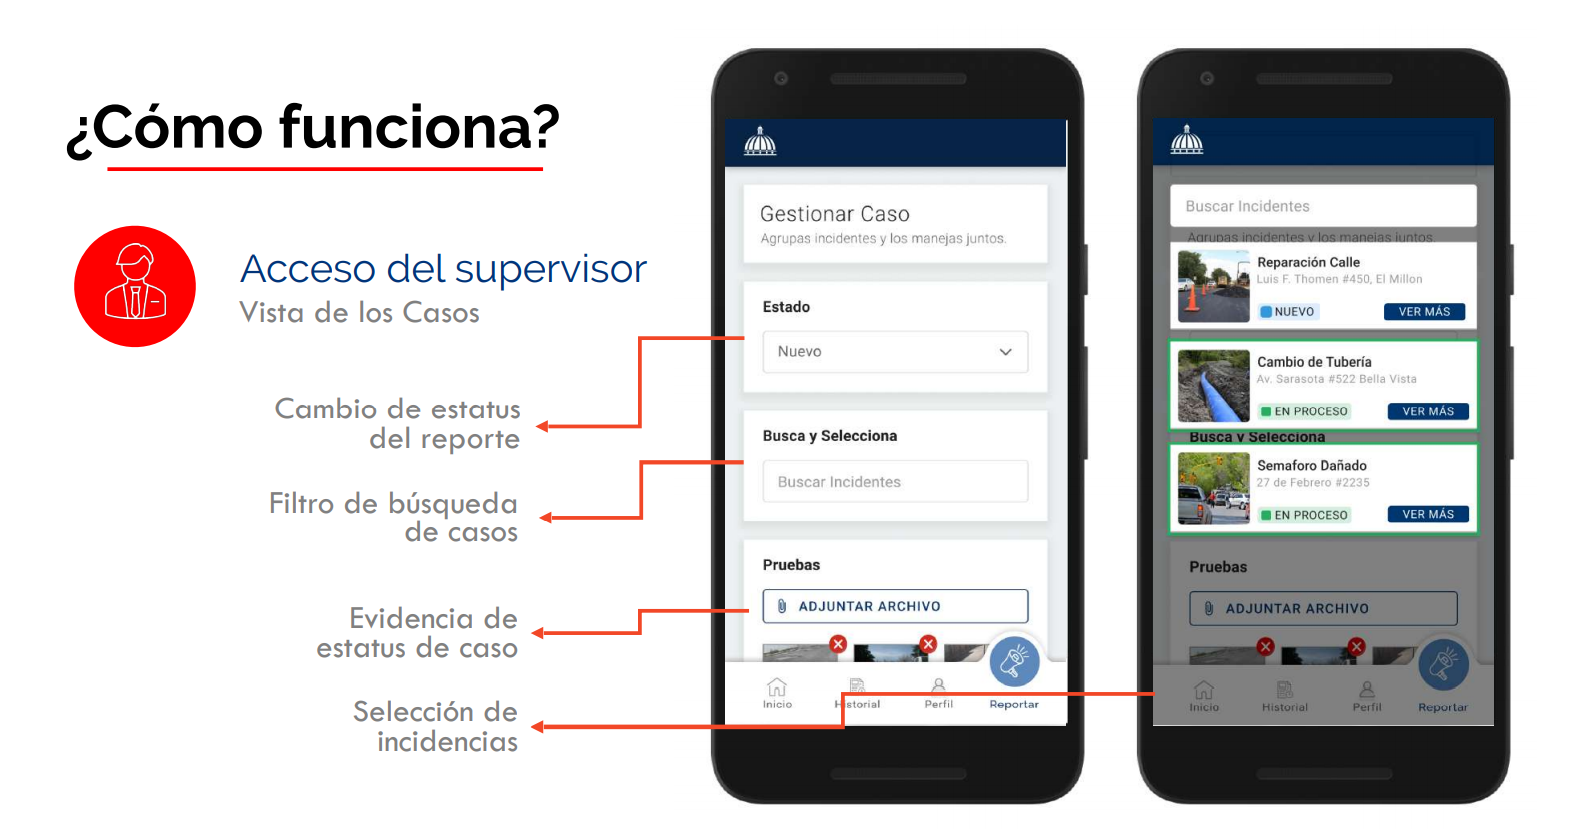 ¿Cómo funciona?
Acceso del supervisor
Vista de los Casos
Cambio de estatus
del reporte
Filtro de búsqueda
de casos
Evidencia de
estatus de caso
Selección de
incidencias
Gestionar Caso
Agrupas incidentes y los manejas juntos.
Estado
Nuevo
Busca y Selecciona
Buscar Incidentes
Pruebas
ADJUNTAR ARCHIVO
Inicio
Historial
Perfil
Reportar
Buscar Incidentes
Agrupas incidentes y los manejas juntos.
Reparación Calle
Luis F. Thomen #450, El Millon
NUEVO
VER MÁS
Cambio de Tubería
Av. Sarasota #522 Bella Vista
EN PROCESO
VER MÁS
Busca y Selecciona
Semaforo Dañado
27 de Febrero #2235
EN PROCESO
VER MÁS
Pruebas
ADJUNTAR ARCHIVO
Inicio
Historial
Perfil
Reportar